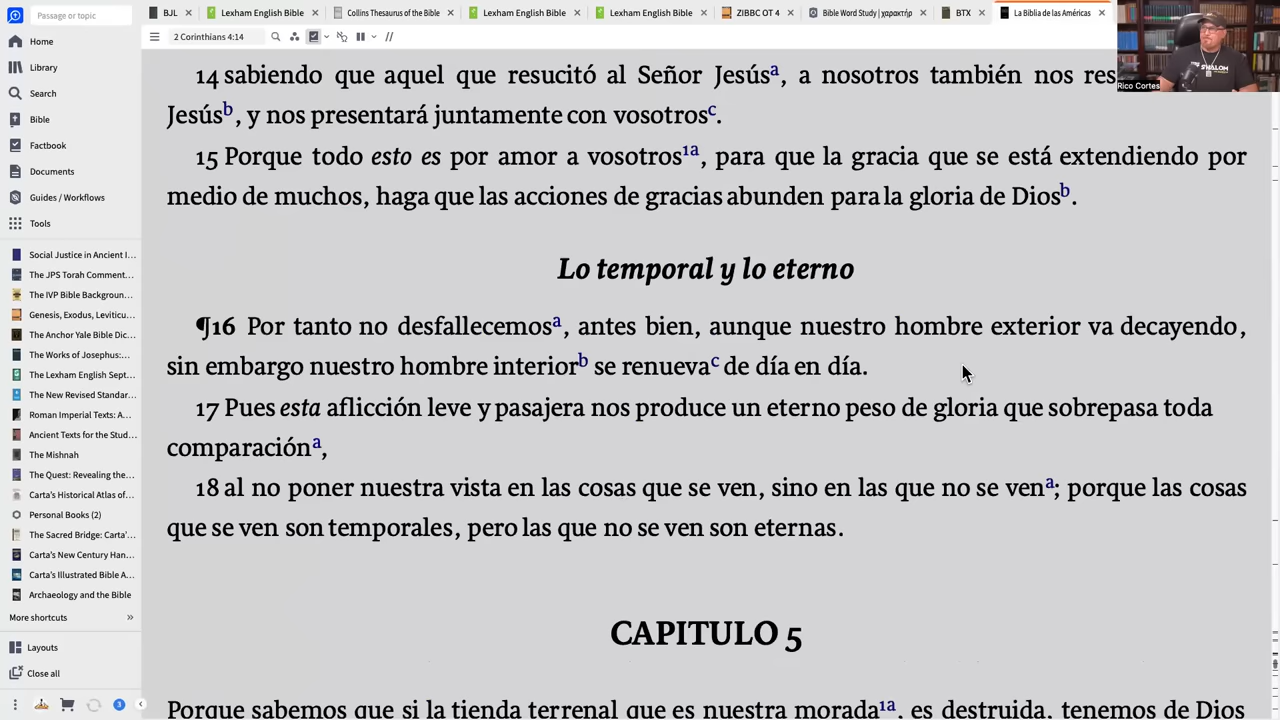 Passage or topic
BJL
Lexham English Bible
Collins Thesaurus of the Bible
Lexham English Bible
Lexham English Bible
ZIBBC OT 4
Bible Word Study | χαρακτήρ
BTX
La Biblia de las Américas
2 Corinthians 4:14
Home
Library
Search
Bible
Factbook
Documents
Guides / Workflows
Tools
Social Justice in Ancient I...
The JPS Torah Comment...
The IVP Bible Backgroun...
Genesis, Exodus, Leviticu...
The Anchor Yale Bible Dic...
The Works of Josephus:...
The Lexham English Sept...
The New Revised Standar...
Roman Imperial Texts: A...
Ancient Texts for the Stud...
The Mishnah
The Quest: Revealing the...
Carta's Historical Atlas of...
Personal Books (2)
The Sacred Bridge: Carta'...
Carta's New Century Han...
Carta's Illustrated Bible A...
Archaeology and the Bible
More shortcuts
Layouts
Close all
3
14 sabiendo que aquel que resucitó al Señor Jesúsa, a nosotros también nos res
Jesúsb, y nos presentará juntamente con vosotrosc.
15 Porque todo esto es por amor a vosotros1a, para que la gracia que se está extendiendo por
medio de muchos, haga que las acciones de gracias abunden para la gloria de Diosb.
Lo temporal y lo eterno
¶16 Por tanto no desfallecemosa, antes bien, aunque nuestro hombre exterior va decayendo,
sin embargo nuestro hombre interiorb se renuevac de día en día.
17 Pues esta aflicción leve y pasajera nos produce un eterno peso de gloria que sobrepasa toda
comparacióna,
18 al no poner nuestra vista en las cosas que se ven, sino en las que no se vena; porque las cosas
que se ven son temporales, pero las que no se ven son eternas.
CAPITULO 5
Porque sabemos que si la tienda terrenal que es nuestra morada1a, es destruida, tenemos de Dios
SHALOM
Rico Cortes